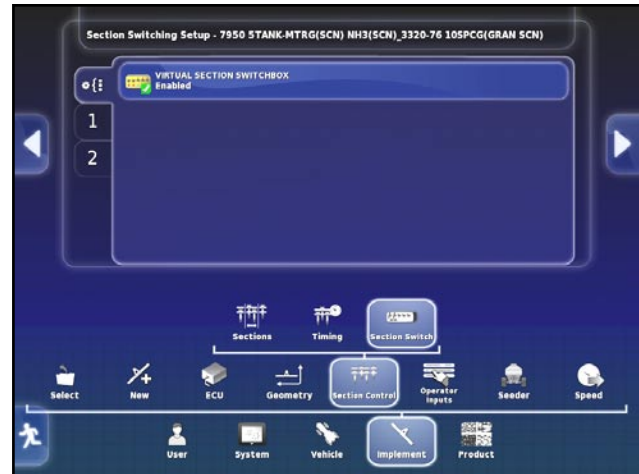 Section Switching Setup - 7950 5TANK-MTRG(SCN) NH3(SCN)_3320-76 10SPCG(GRAN SCN)
VIRTUAL SECTION SWITCHBOX
Enabled
1
2
Sections
Timing
Section Switch
Select
New
ECU
Geometry
Section Control
Operator
Inputs
Seeder
Speed
User
System
Vehicle
Implement
Product